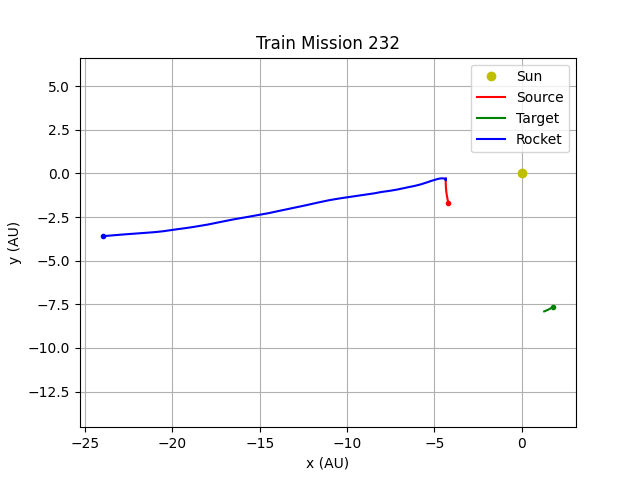 Train Mission 232
Sun
Source
Target
Rocket
5.0
2.5
0.0
−2.5
−5.0
−7.5
−10.0
−12.5
y (AU)
−25 −20 −15 −10 −5 0
x (AU)